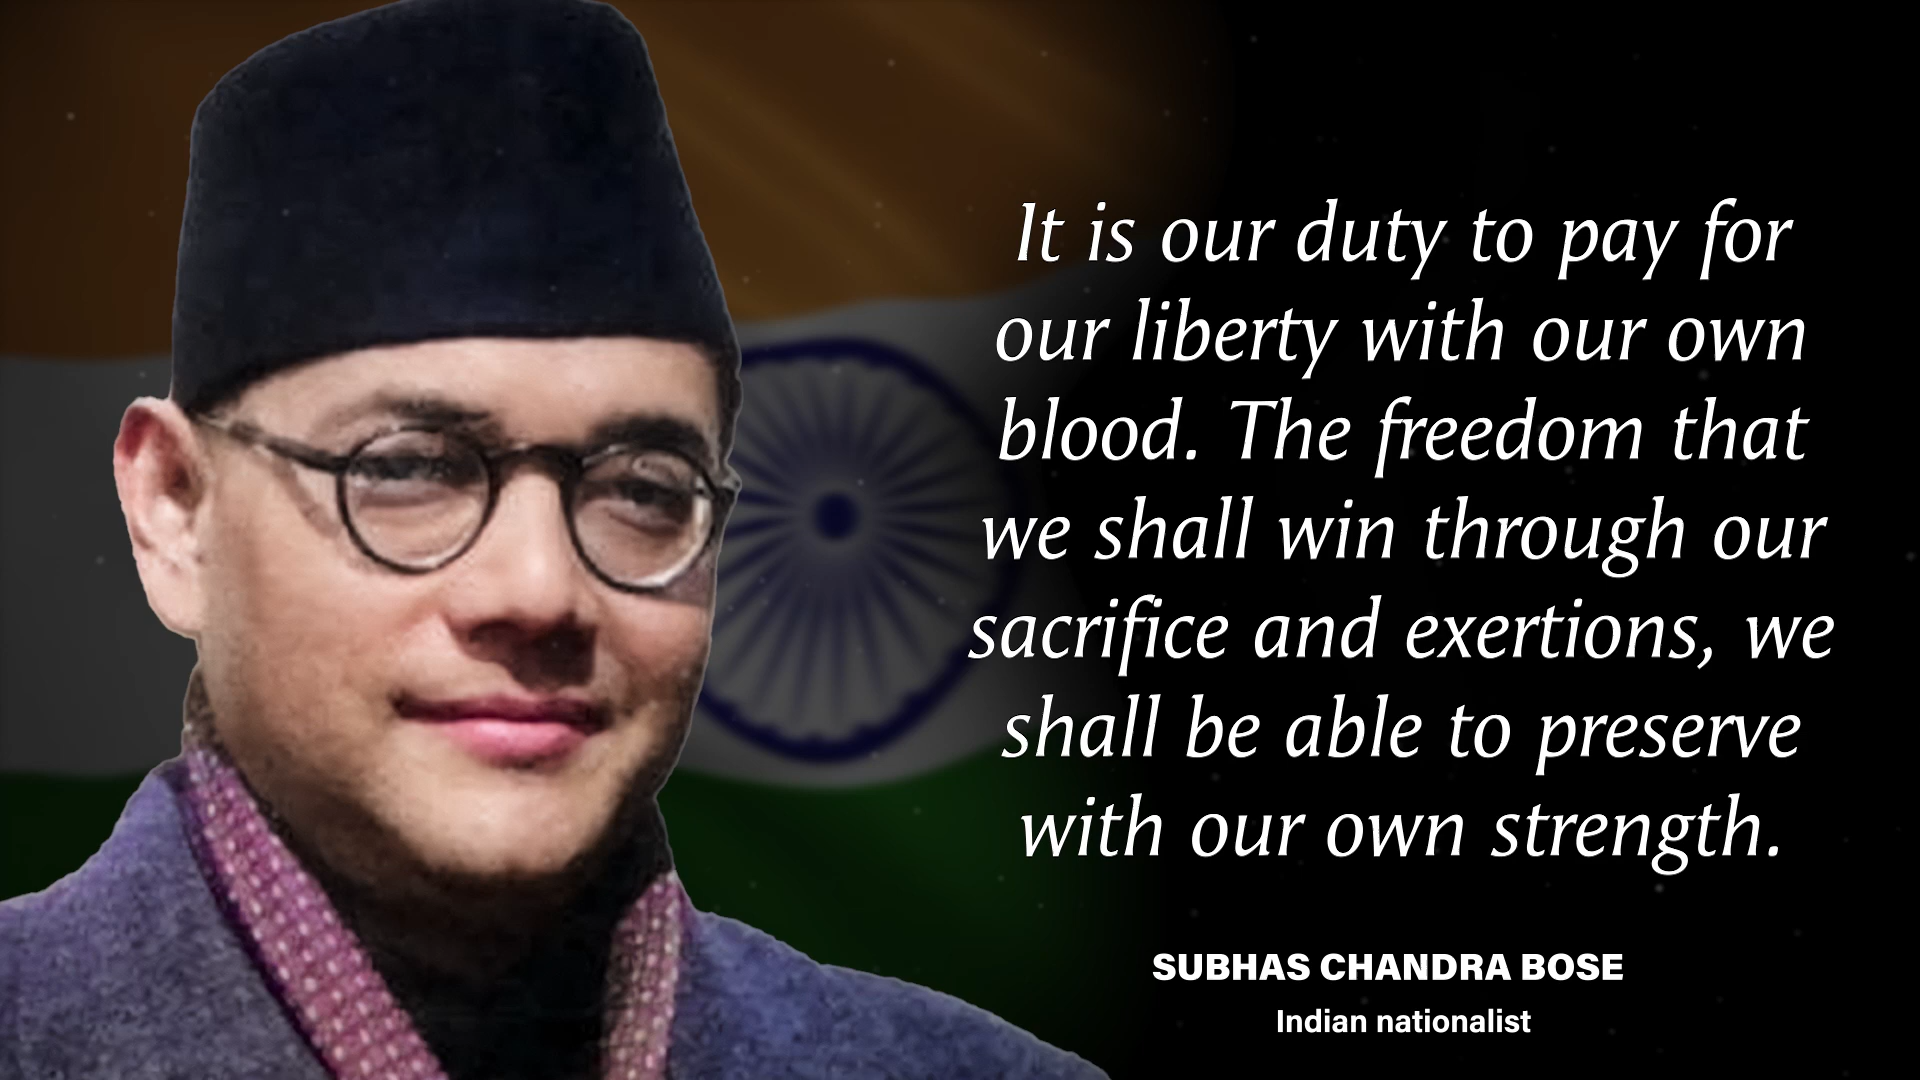 It is our duty to pay for
our liberty with our own
blood. The freedom that
we shall win through our
sacrifice and exertions, we
shall be able to preserve
with our own strength.
SUBHAS CHANDRA BOSE
Indian nationalist